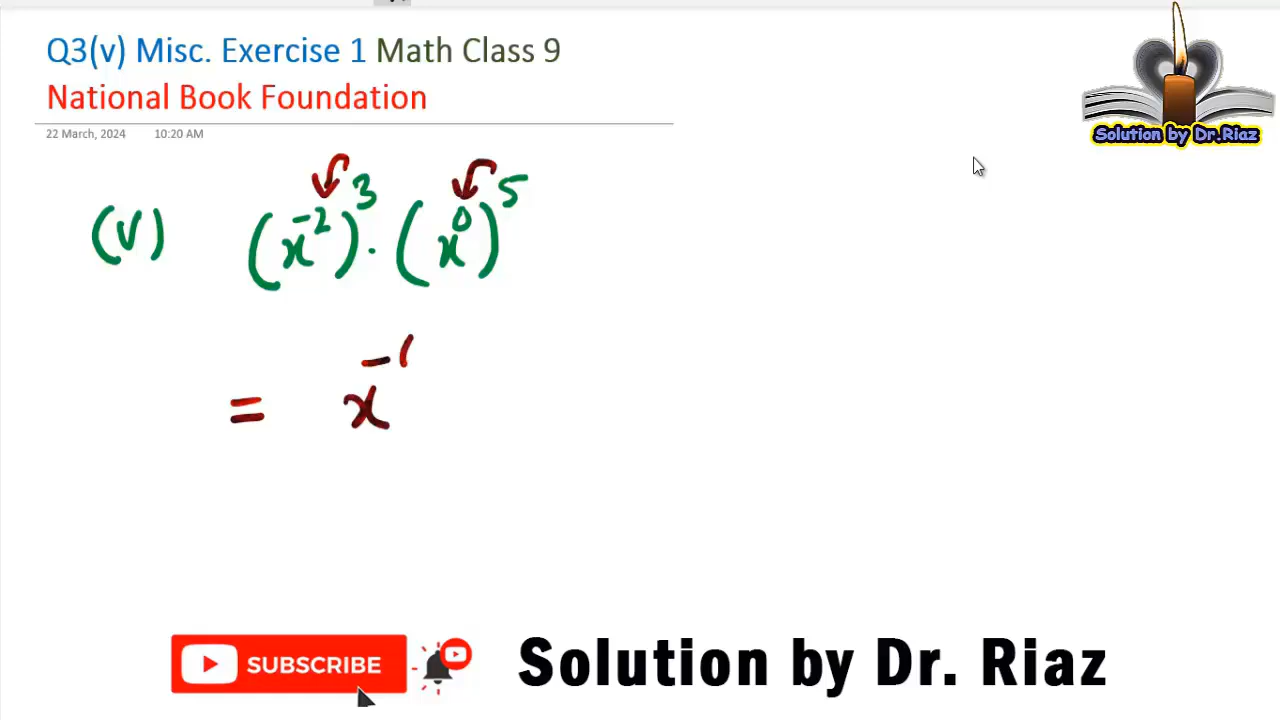 Q3(v) Misc. Exercise 1 Math Class 9
National Book Foundation
22 March, 2024 10:20 AM
Solution by Dr.Riaz
(v) (x⁻²)³ · (x⁰)⁵
= x⁻
SUBSCRIBE
Solution by Dr. Riaz